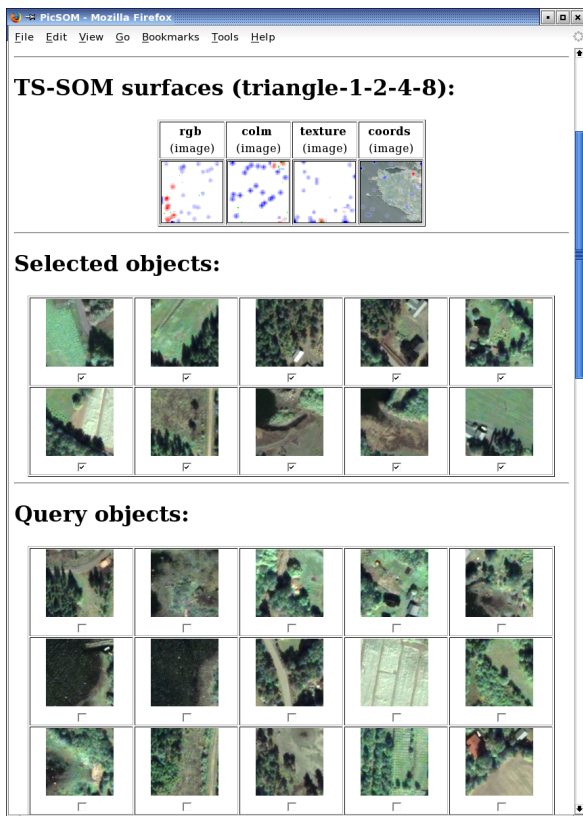 PicSOM - Mozilla Firefox
File Edit View Go Bookmarks Tools Help
TS-SOM surfaces (triangle-1-2-4-8):
rgb colm texture coords
(image) (image) (image) (image)
Selected objects:
Query objects: